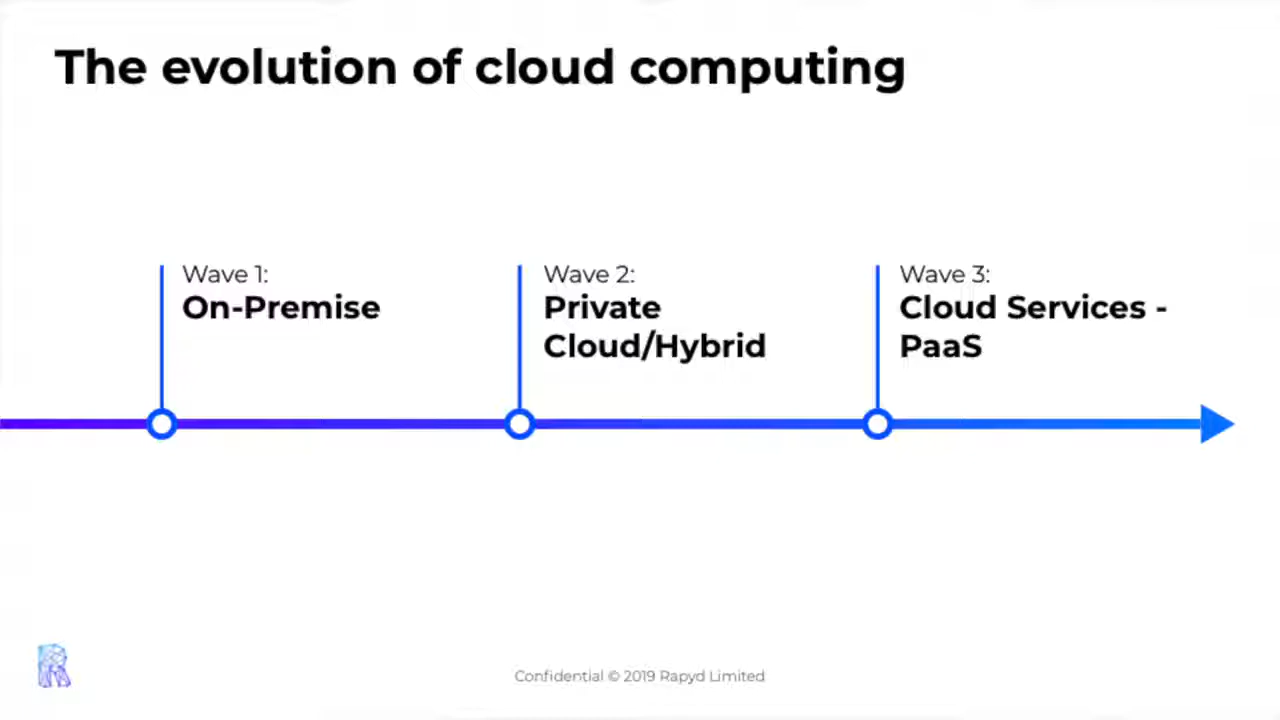 The evolution of cloud computing
Wave 1:
On-Premise
Wave 2:
Private
Cloud/Hybrid
Wave 3:
Cloud Services -
PaaS
Confidential © 2019 Rapyd Limited